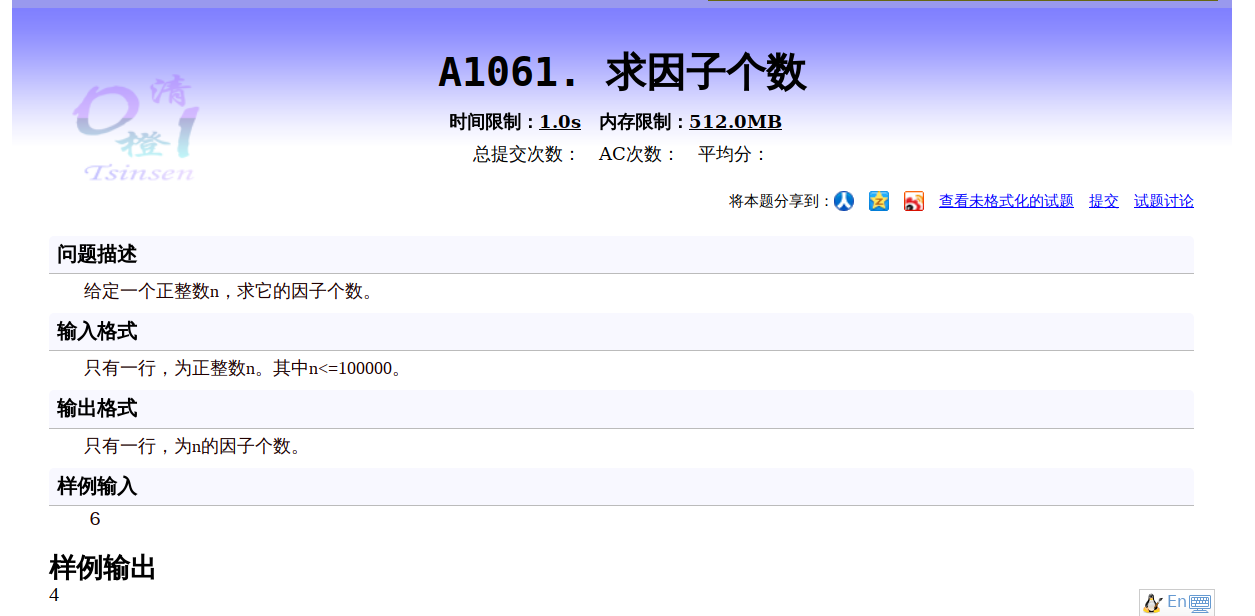 A1061. 求因子个数
清
橙
Tsinsen
时间限制：1.0s 内存限制：512.0MB
总提交次数： AC次数： 平均分：
将本题分享到： 查看未格式化的试题 提交 试题讨论
问题描述
给定一个正整数n，求它的因子个数。
输入格式
只有一行，为正整数n。其中n<=100000。
输出格式
只有一行，为n的因子个数。
样例输入
6
样例输出
4
En